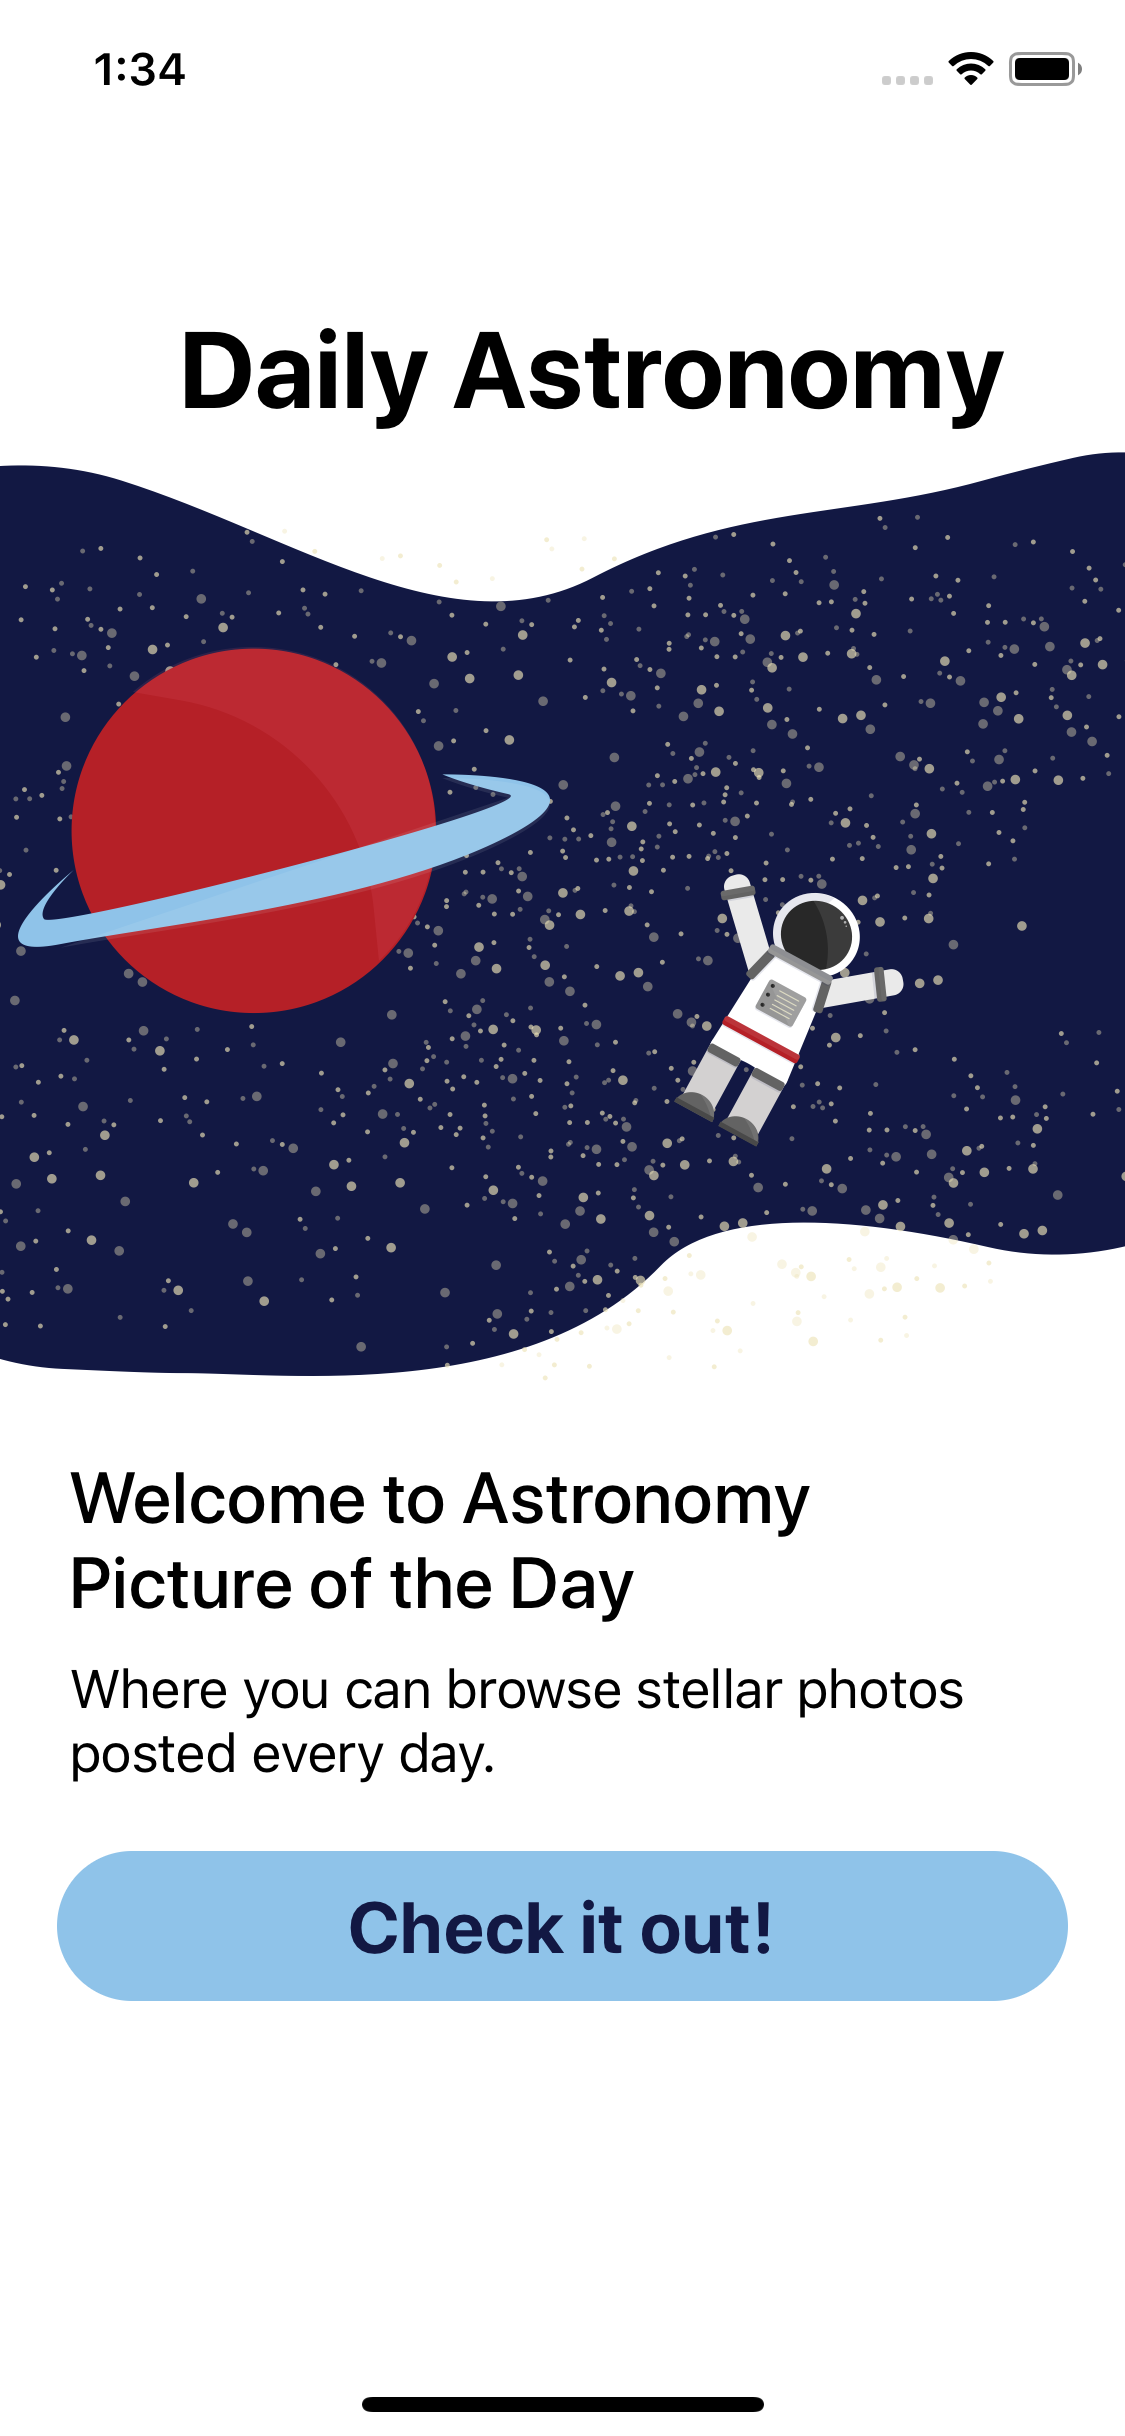 1:34
Daily Astronomy
Welcome to Astronomy
Picture of the Day
Where you can browse stellar photos
posted every day.
Check it out!